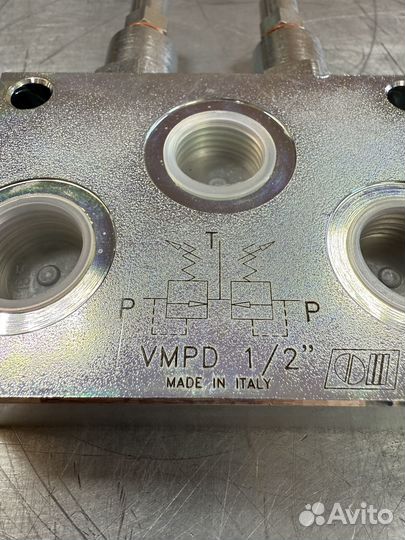 T
P P
VMPD 1/2"
MADE IN ITALY
Avito